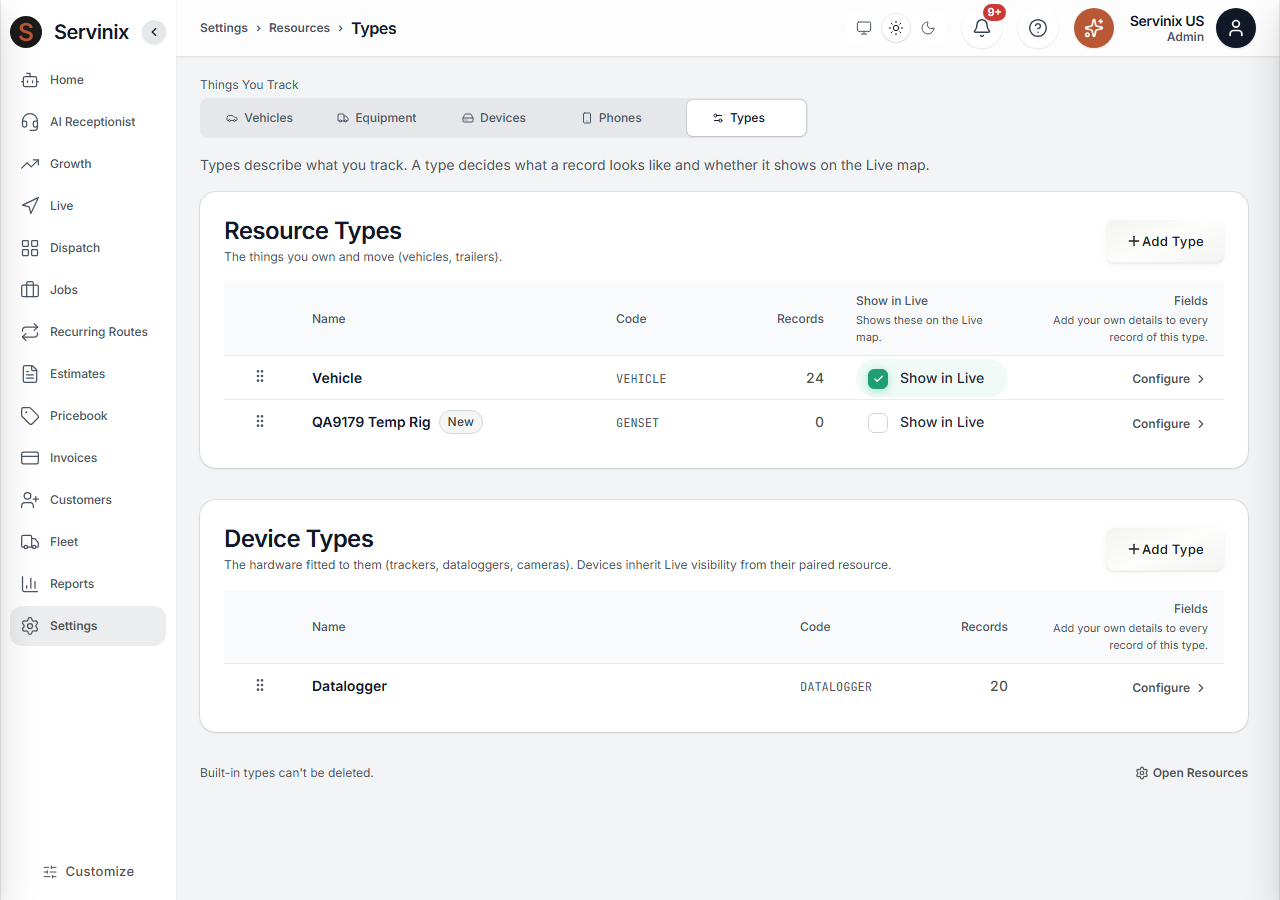 S Servinix
Home
AI Receptionist
Growth
Live
Dispatch
Jobs
Recurring Routes
Estimates
Pricebook
Invoices
Customers
Fleet
Reports
Settings
Customize
Settings › Resources › Types
9+
Servinix US
Admin
Things You Track
Vehicles Equipment Devices Phones Types
Types describe what you track. A type decides what a record looks like and whether it shows on the Live map.
Resource Types
The things you own and move (vehicles, trailers).
+ Add Type
Name Code Records Show in Live Fields
Shows these on the Live map. Add your own details to every record of this type.
Vehicle VEHICLE 24 Show in Live Configure
QA9179 Temp Rig New GENSET 0 Show in Live Configure
Device Types
The hardware fitted to them (trackers, dataloggers, cameras). Devices inherit Live visibility from their paired resource.
+ Add Type
Name Code Records Fields
Add your own details to every record of this type.
Datalogger DATALOGGER 20 Configure
Built-in types can't be deleted.
Open Resources